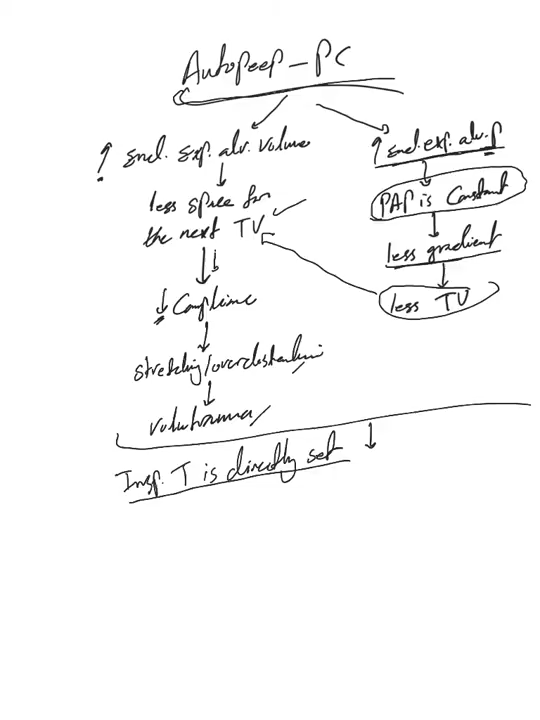 Autopeep - PC
↑ end. exp. alv. volume
less space for
the next TV
↓ Compliance
stretching/overdistention
volutrauma
↑ end. exp. alv. p
PAP is Constant
less gradient
less TV
Insp. T is directly set ↓